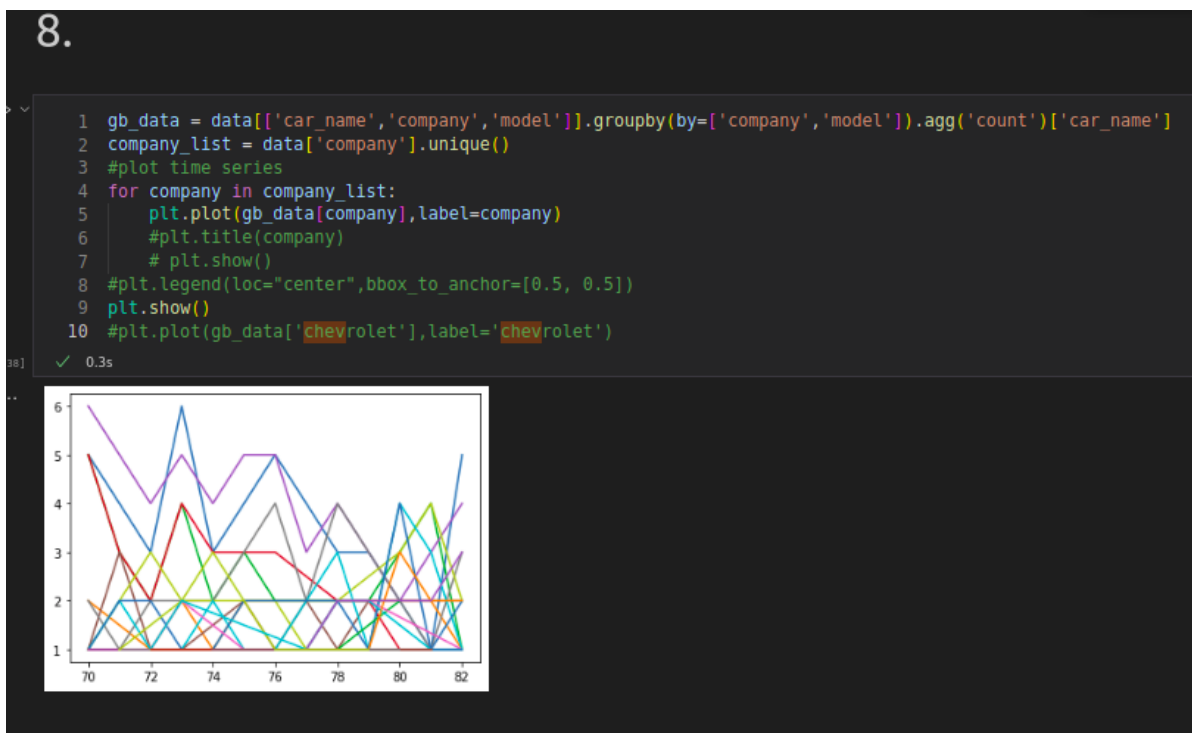 8.
1 gb_data = data[['car_name','company','model']].groupby(by=['company','model']).agg('count')['car_name']
2 company_list = data['company'].unique()
3 #plot time series
4 for company in company_list:
5     plt.plot(gb_data[company],label=company)
6     #plt.title(company)
7     # plt.show()
8 #plt.legend(loc="center",bbox_to_anchor=[0.5, 0.5])
9 plt.show()
10 #plt.plot(gb_data['chevrolet'],label='chevrolet')
38] ✓ 0.3s
6
5
4
3
2
1
70 72 74 76 78 80 82